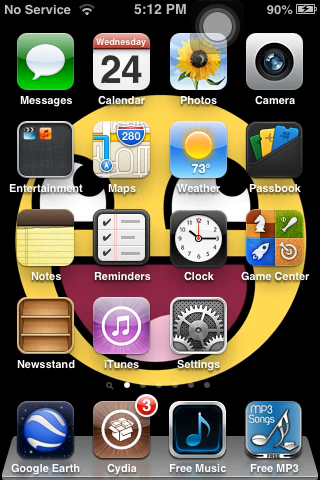 No Service 5:12 PM 90%
Wednesday
24
Messages Calendar Photos Camera
280
73°
Entertainment Maps Weather Passbook
Notes Reminders Clock Game Center
Newsstand iTunes Settings
3
MP3
Songs
FREE
Google Earth Cydia Free Music Free MP3